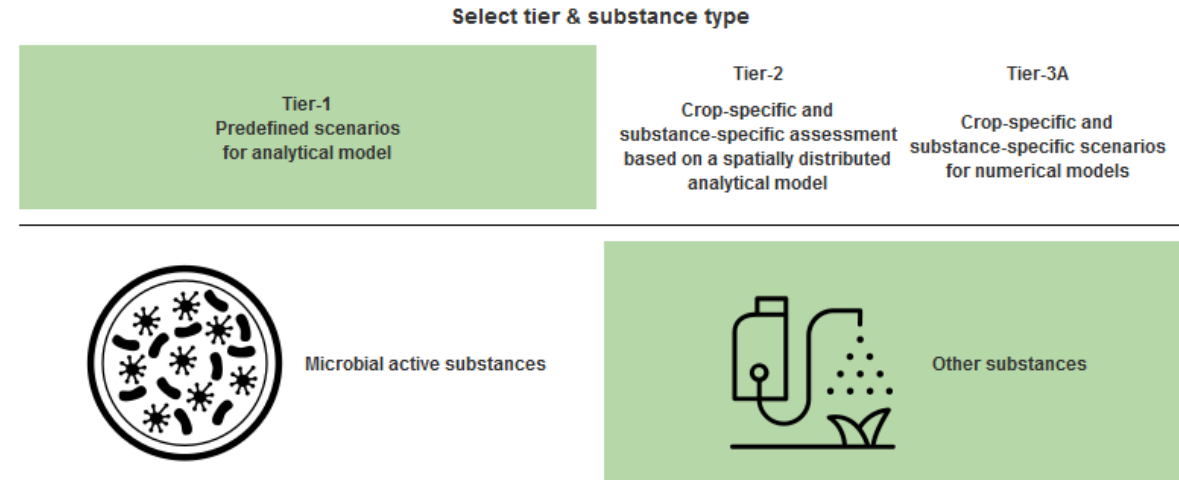 Select tier & substance type
Tier-1
Predefined scenarios
for analytical model
Tier-2
Crop-specific and
substance-specific assessment
based on a spatially distributed
analytical model
Tier-3A
Crop-specific and
substance-specific scenarios
for numerical models
Microbial active substances
Other substances